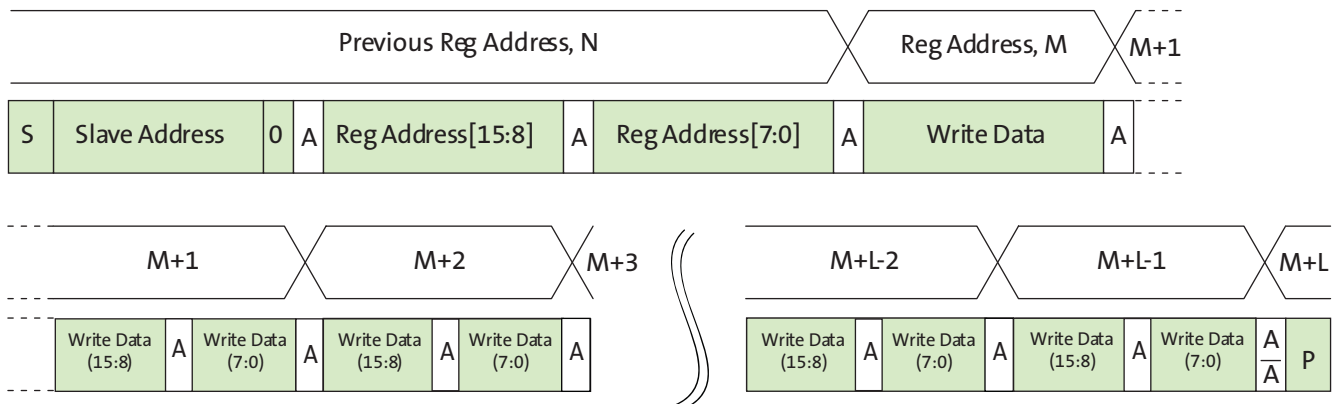 Previous Reg Address, N Reg Address, M M+1
S Slave Address 0 A Reg Address[15:8] A Reg Address[7:0] A Write Data A
M+1 M+2 M+3 M+L-2 M+L-1 M+L
Write Data A Write Data A Write Data A Write Data A Write Data A Write Data A Write Data A Write Data A P
(15:8) (7:0) (15:8) (7:0) (15:8) (7:0) (15:8) (7:0) A